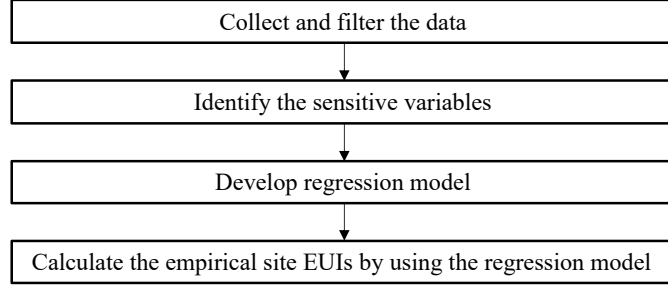 Collect and filter the data
Identify the sensitive variables
Develop regression model
Calculate the empirical site EUIs by using the regression model